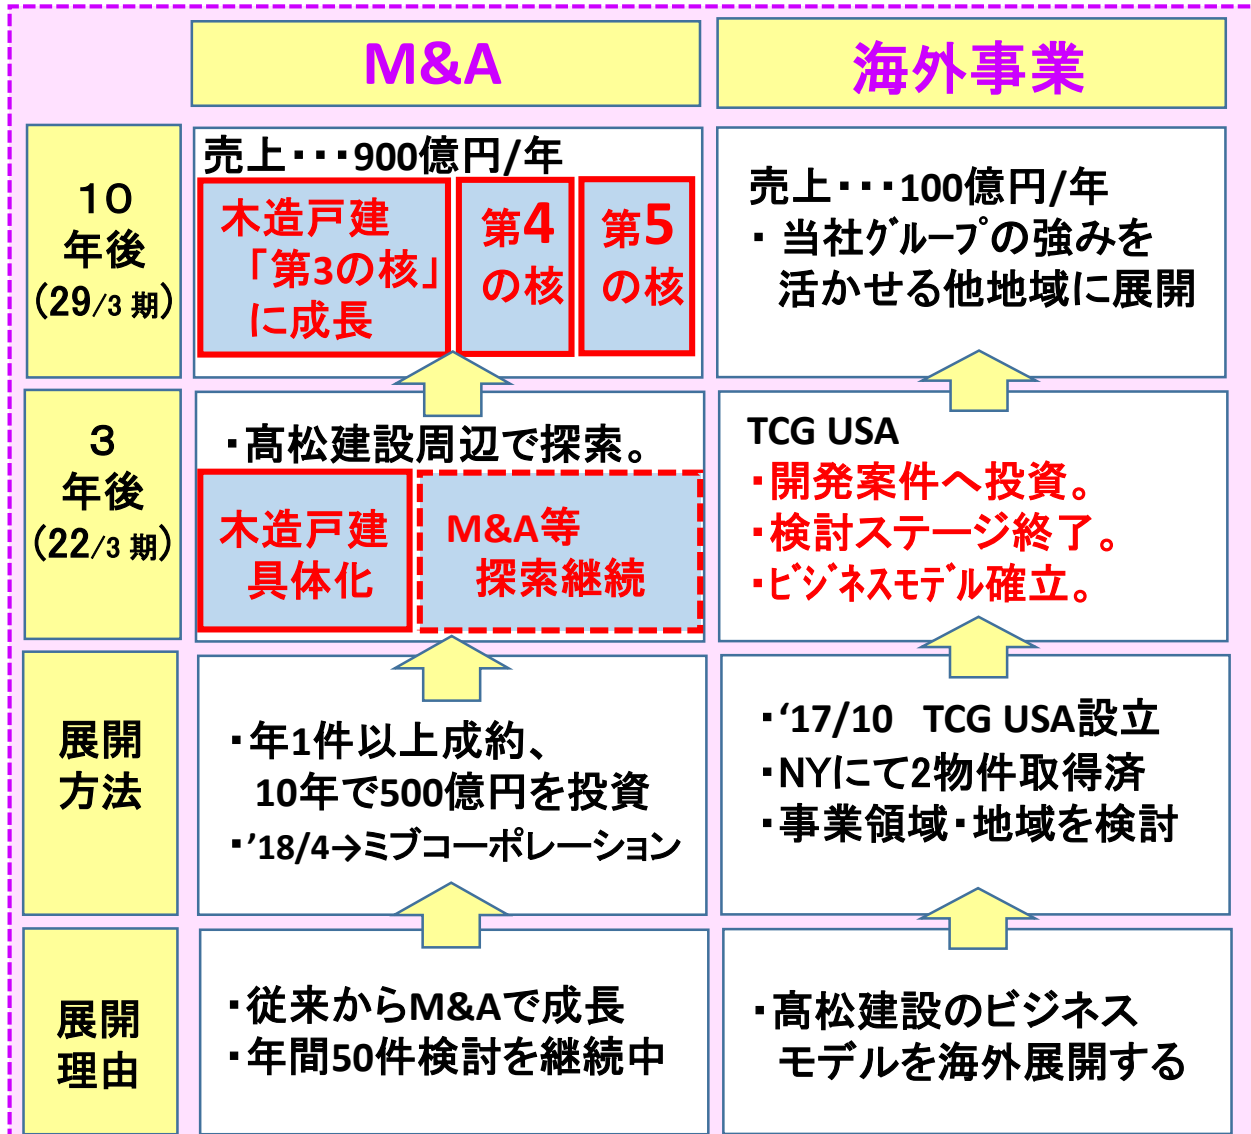 M&A
海外事業
10
年後
(29/3 期)
売上・・・900億円/年
木造戸建
「第3の核」
に成長
第4
の核
第5
の核
売上・・・100億円/年
・当社グループの強みを
活かせる他地域に展開
3
年後
(22/3 期)
・髙松建設周辺で探索。
木造戸建
具体化
M&A等
探索継続
TCG USA
・開発案件へ投資。
・検討ステージ終了。
・ビジネスモデル確立。
展開
方法
・年1件以上成約、
10年で500億円を投資
・’18/4→ミブコーポレーション
・‘17/10 TCG USA設立
・NYにて2物件取得済
・事業領域・地域を検討
展開
理由
・従来からM&Aで成長
・年間50件検討を継続中
・髙松建設のビジネス
モデルを海外展開する